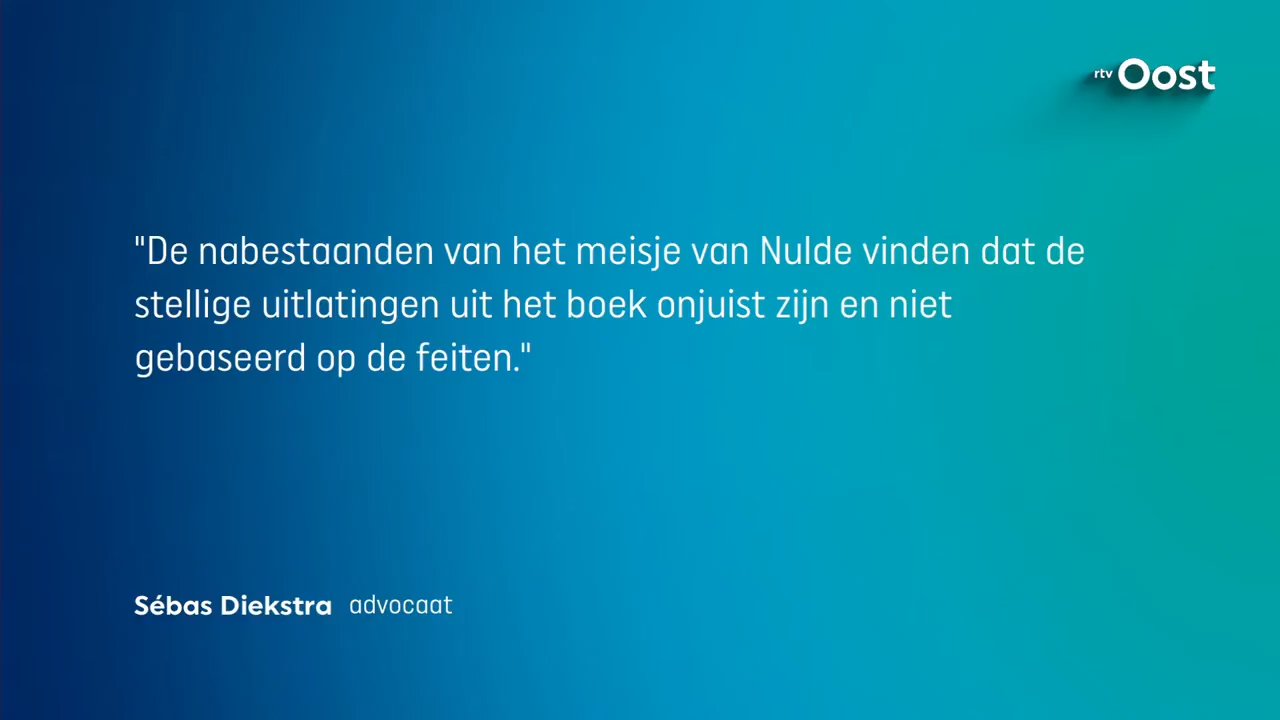 rtv Oost
"De nabestaanden van het meisje van Nulde vinden dat de
stellige uitlatingen uit het boek onjuist zijn en niet
gebaseerd op de feiten."
Sébas Diekstra advocaat